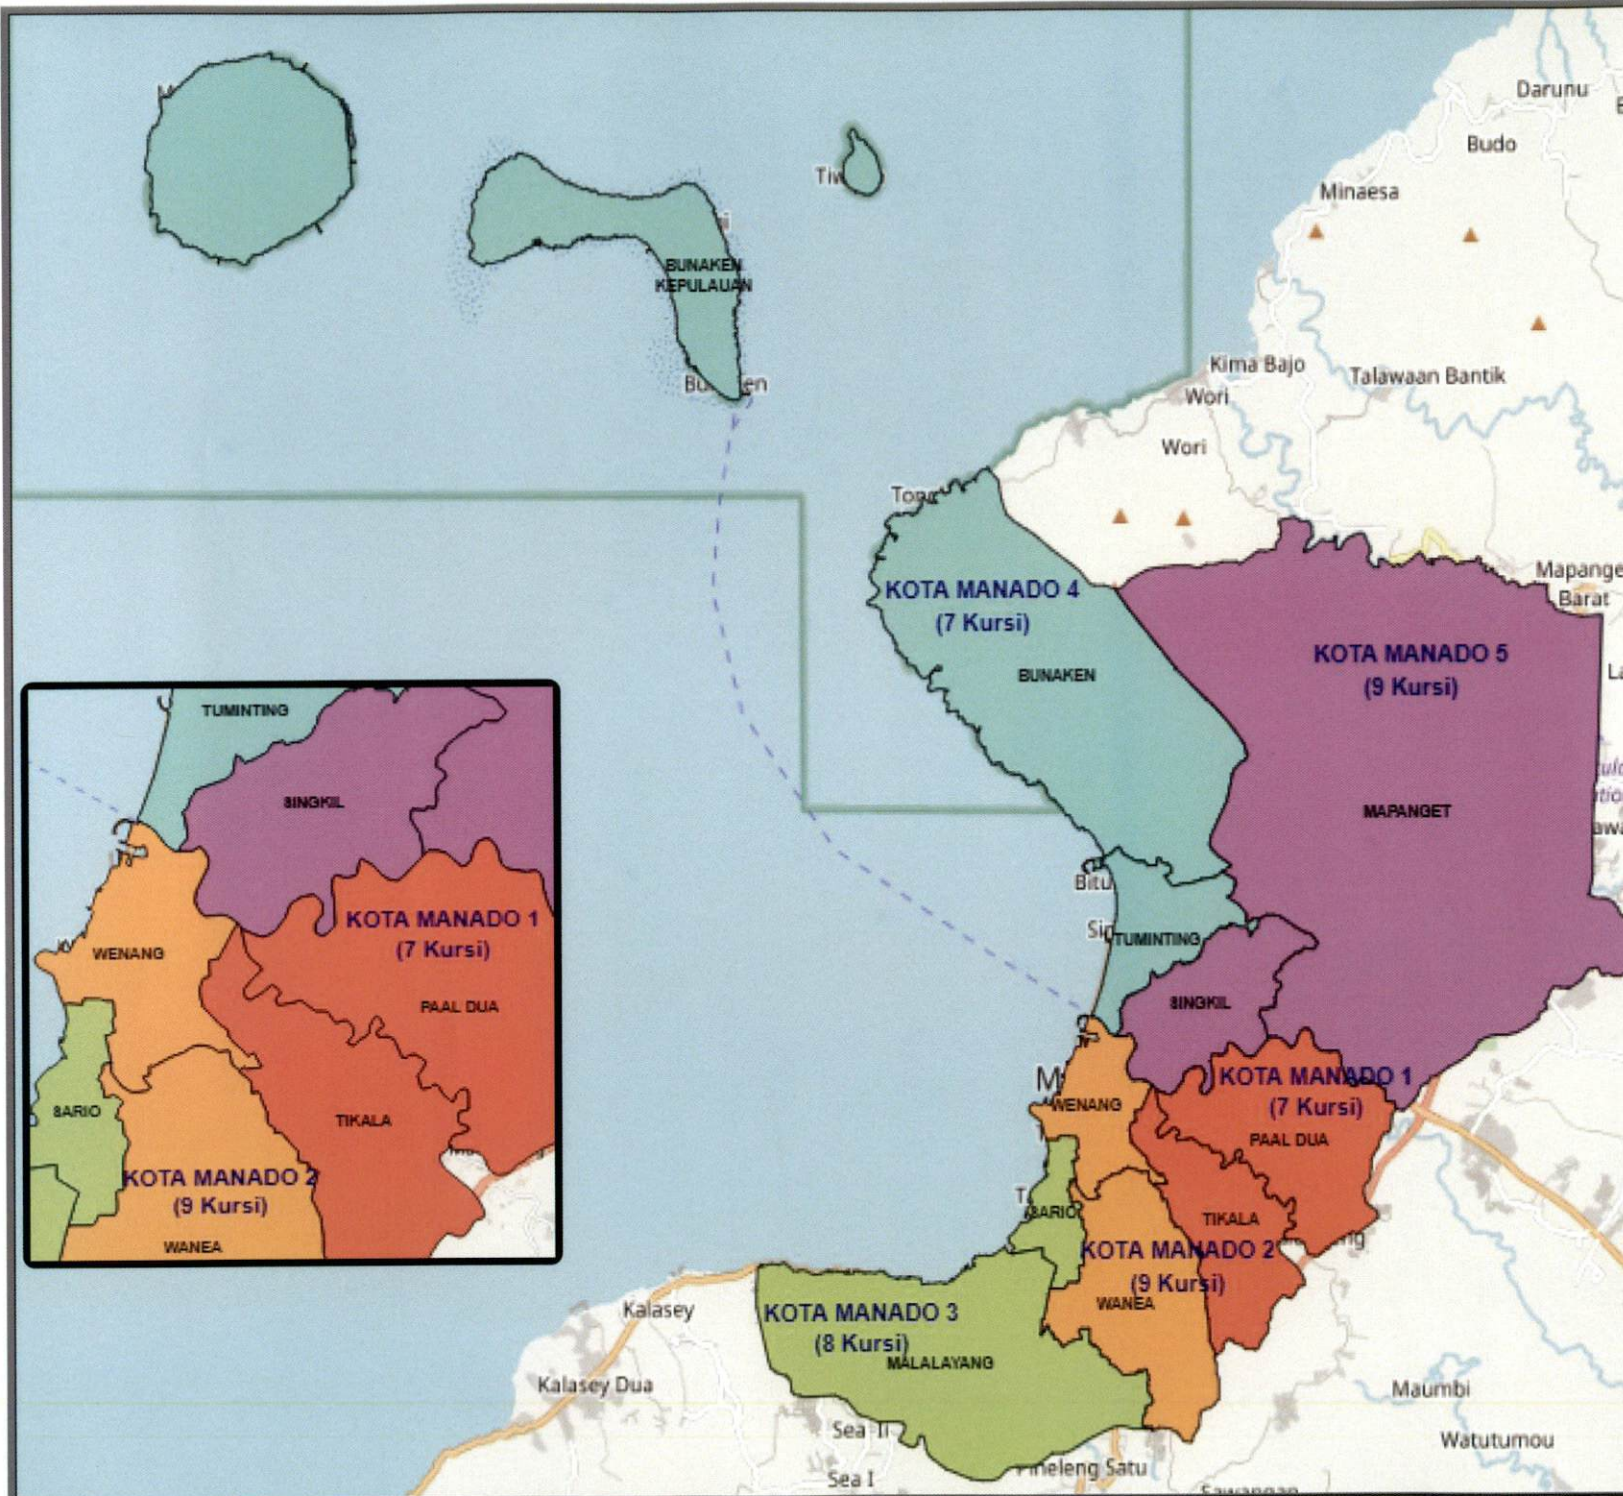 Darunu
Budo
Minaesa
BUNAKEN
KEPULAUAN
Kima Bajo
Talawaan Bantik
Wori
Wori
KOTA MANADO 4
(7 Kursi)
BUNAKEN
Mapange
Barat
KOTA MANADO 5
(9 Kursi)
MAPANGET
TUMINTING
SINGKIL
KOTA MANADO 1
(7 Kursi)
WENANG
PAAL DUA
SARIO
TIKALA
KOTA MANADO 2
(9 Kursi)
WANEA
TUMINTING
SINGKIL
KOTA MANADO 1
(7 Kursi)
WENANG
PAAL DUA
SARIO
TIKALA
KOTA MANADO 2
(9 Kursi)
WANEA
Kalasey
KOTA MANADO 3
(8 Kursi)
MALALAYANG
Kalasey Dua
Maumbi
Sea II
Watutumou
Sea I
Pineleng Satu